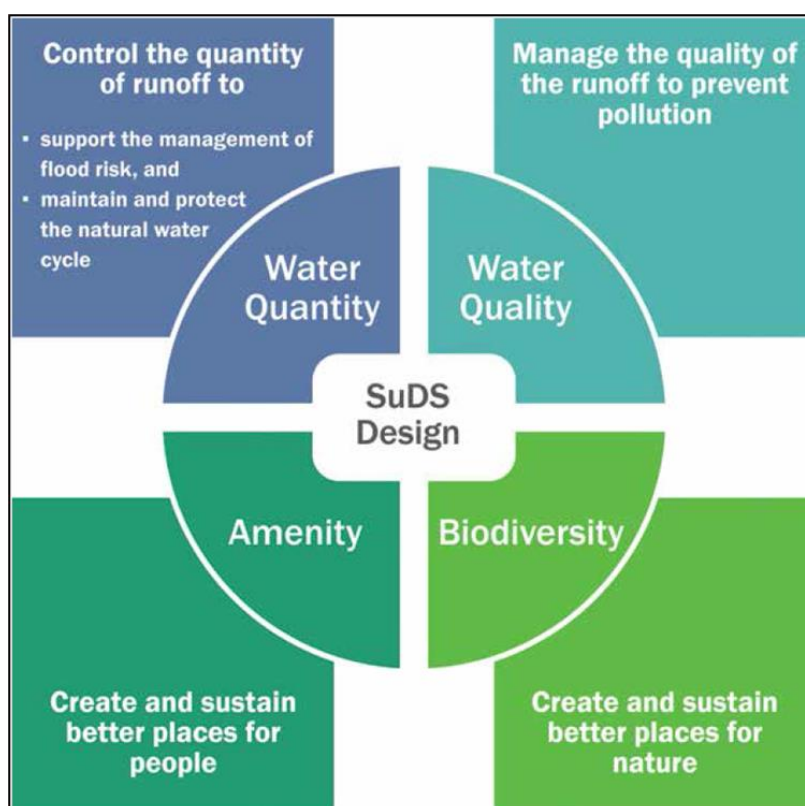 Control the quantity
of runoff to
▪ support the management of
flood risk, and
▪ maintain and protect
the natural water
cycle
Manage the quality of
the runoff to prevent
pollution
Water
Quantity
Water
Quality
SuDS
Design
Amenity
Biodiversity
Create and sustain
better places for
people
Create and sustain
better places for
nature